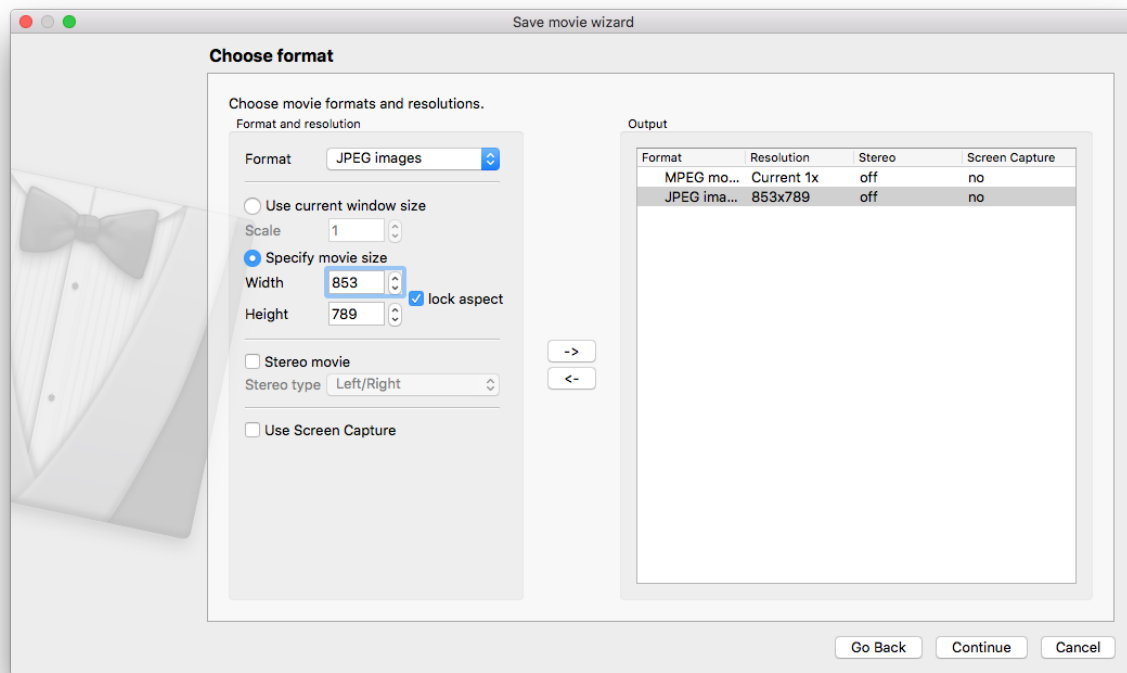 Save movie wizard
Choose format
Choose movie formats and resolutions.
Format and resolution
Format JPEG images
Use current window size
Scale 1
Specify movie size
Width 853
lock aspect
Height 789
Stereo movie
Stereo type Left/Right
Use Screen Capture
->
<-
Output
Format Resolution Stereo Screen Capture
MPEG mo... Current 1x off no
JPEG ima... 853x789 off no
Go Back Continue Cancel